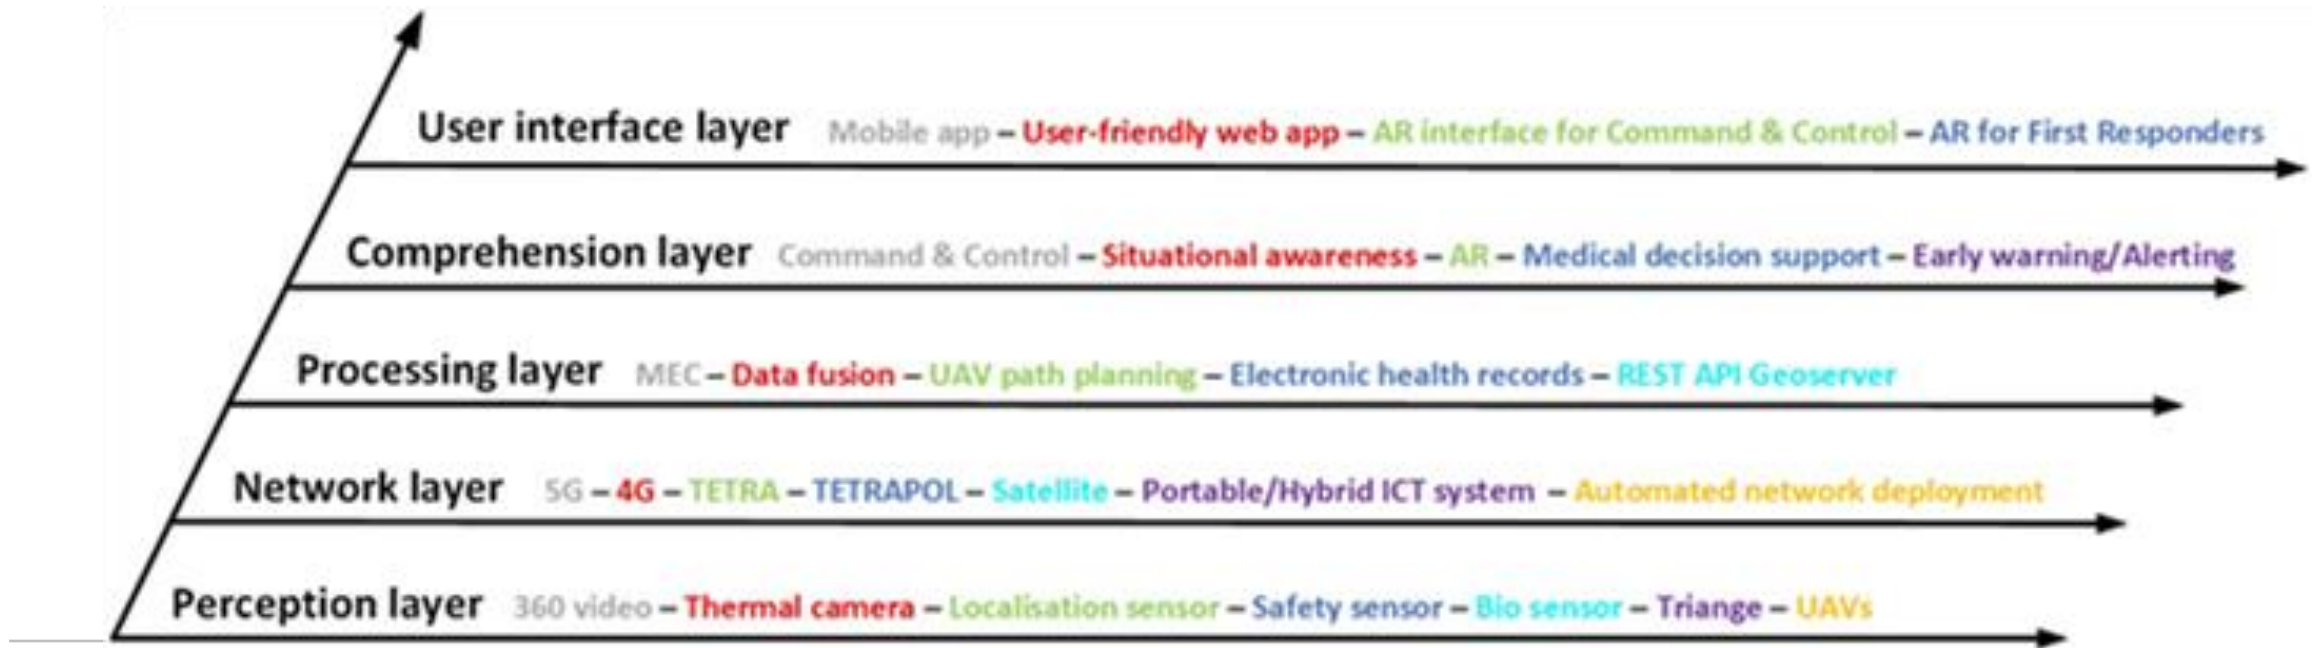 User interface layer Mobile app – User-friendly web app – AR interface for Command & Control – AR for First Responders
Comprehension layer Command & Control – Situational awareness – AR – Medical decision support – Early warning/Alerting
Processing layer MEC – Data fusion – UAV path planning – Electronic health records – REST API Geoserver
Network layer 5G – 4G – TETRA – TETRAPOL – Satellite – Portable/Hybrid ICT system – Automated network deployment
Perception layer 360 video – Thermal camera – Localisation sensor – Safety sensor – Bio sensor – Triange – UAVs